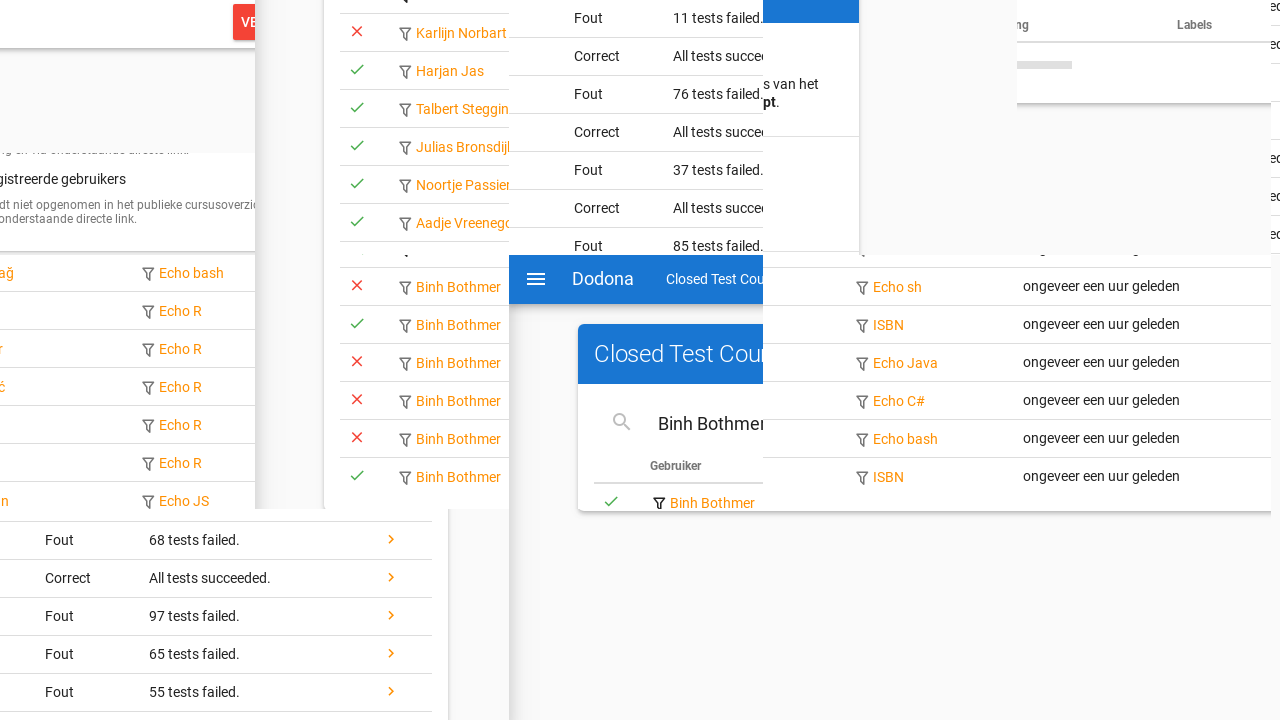 VE
gistreerde gebruikers
dt niet opgenomen in het publieke cursusoverzi
onderstaande directe link.
Karlijn Norbart
Harjan Jas
Talbert Steggin
Julias Bronsdijl
Noortje Passier
Aadje Vreenego
Fout 11 tests failed.
Correct All tests succee
Fout 76 tests failed.
Correct All tests succee
Fout 37 tests failed.
Correct All tests succee
Fout 85 tests failed.
s van het
pt.
ng Labels
ağ Echo bash
Echo R
r Echo R
ć Echo R
Echo R
Echo R
n Echo JS
Binh Bothmer
Binh Bothmer
Binh Bothmer
Binh Bothmer
Binh Bothmer
Binh Bothmer
Dodona Closed Test Cou
Closed Test Cour
Binh Bothmer
Gebruiker
Binh Bothmer
Echo sh ongeveer een uur geleden
ISBN ongeveer een uur geleden
Echo Java ongeveer een uur geleden
Echo C# ongeveer een uur geleden
Echo bash ongeveer een uur geleden
ISBN ongeveer een uur geleden
Fout 68 tests failed.
Correct All tests succeeded.
Fout 97 tests failed.
Fout 65 tests failed.
Fout 55 tests failed.